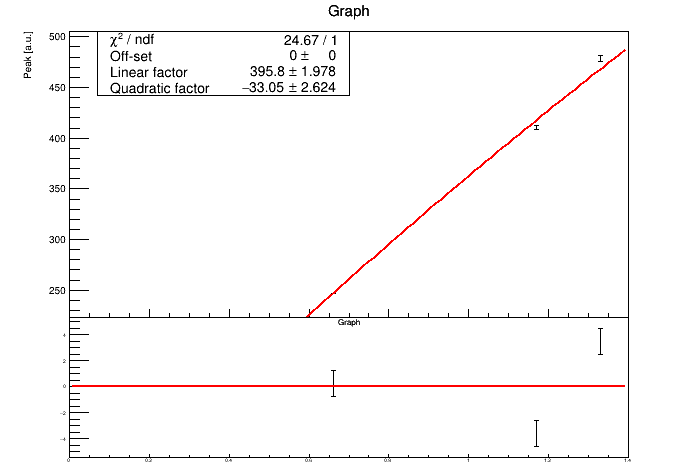 Graph
Peak [a.u.]
χ² / ndf 24.67 / 1
Off-set 0 ± 0
Linear factor 395.8 ± 1.978
Quadratic factor −33.05 ± 2.624
500
450
400
350
300
250
Graph
4
2
0
−2
−4
0 0.2 0.4 0.6 0.8 1 1.2 1.4